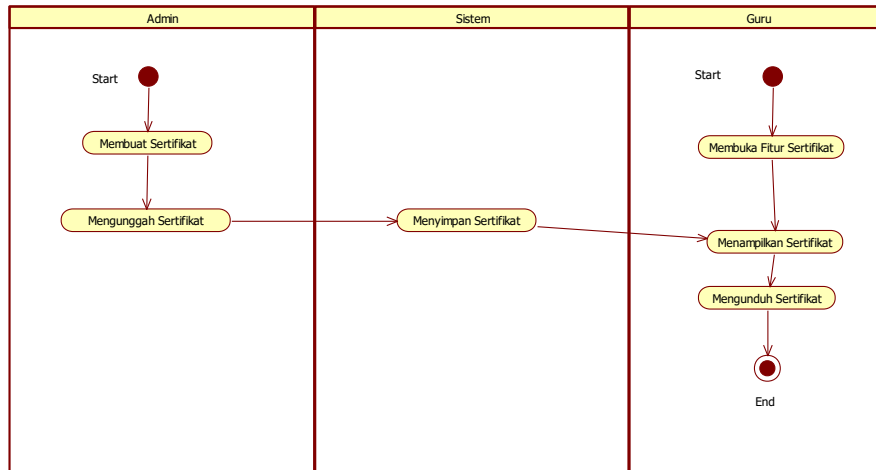 Admin
Sistem
Guru
Start
Start
Membuat Sertifikat
Membuka Fitur Sertifikat
Mengunggah Sertifikat
Menyimpan Sertifikat
Menampilkan Sertifikat
Mengunduh Sertifikat
End